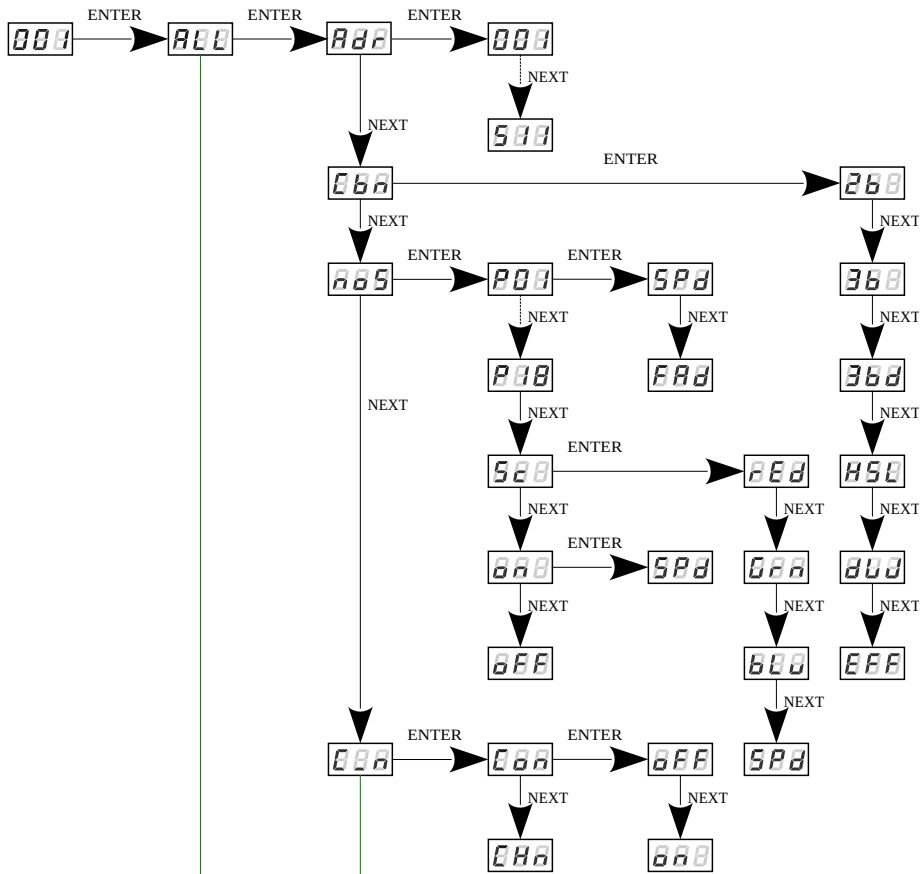 ENTER ENTER ENTER
001 ALL Adr 001
NEXT
NEXT
511
ENTER
Cbn 2b
NEXT NEXT
ENTER ENTER
noS P01 SPd 3b
NEXT NEXT NEXT
P18 FAd 3bd
NEXT
NEXT NEXT
ENTER
Sc rEd HSL
NEXT NEXT NEXT
ENTER
on SPd Grn dUJ
NEXT NEXT NEXT
oFF bLu EFF
NEXT
ENTER ENTER
C_n Con oFF SPd
NEXT NEXT
CHn on